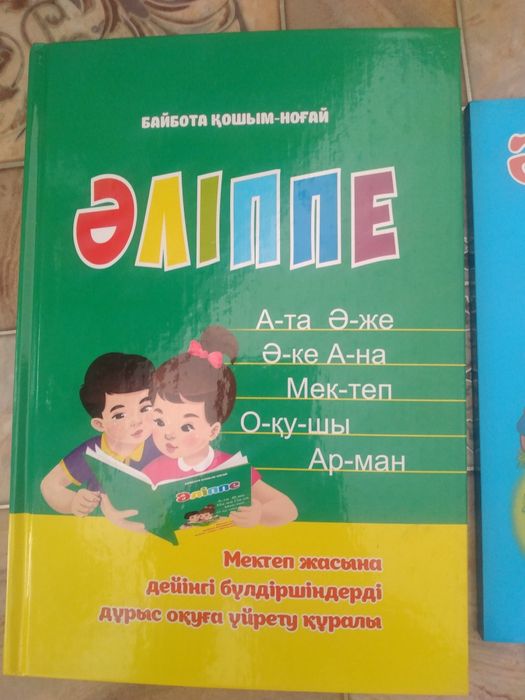 БАЙБОТА ҚОШЫМ-НОҒАЙ
ӘЛІППЕ
А-та Ә-же
Ә-ке А-на
Мек-теп
О-қу-шы
Ар-ман
әліппе
Мектеп жасына
дейінгі бүлдіршіндерді
дұрыс оқуға үйрету құралы